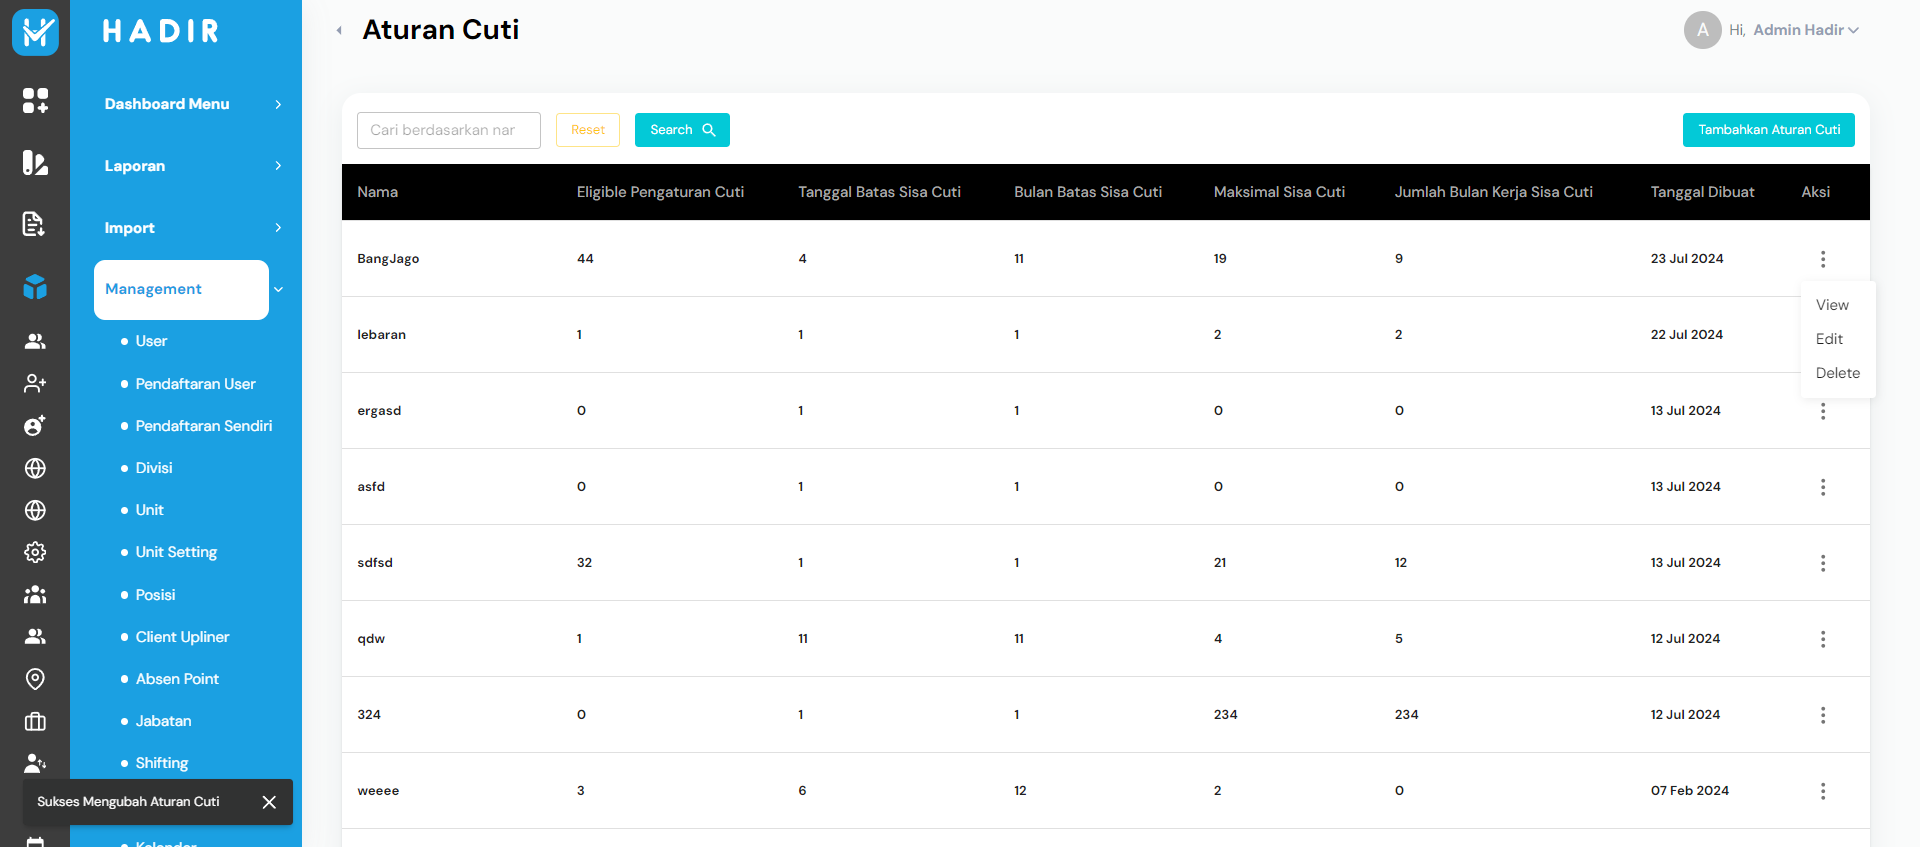 HADIR
Aturan Cuti
A Hi, Admin Hadir
Dashboard Menu
Laporan
Import
Management
User
Pendaftaran User
Pendaftaran Sendiri
Divisi
Unit
Unit Setting
Posisi
Client Upliner
Absen Point
Jabatan
Shifting
Kalender
Sukses Mengubah Aturan Cuti
Cari berdasarkan nar Reset Search Tambahkan Aturan Cuti
Nama Eligible Pengaturan Cuti Tanggal Batas Sisa Cuti Bulan Batas Sisa Cuti Maksimal Sisa Cuti Jumlah Bulan Kerja Sisa Cuti Tanggal Dibuat Aksi
BangJago 44 4 11 19 9 23 Jul 2024
lebaran 1 1 1 2 2 22 Jul 2024
ergasd 0 1 1 0 0 13 Jul 2024
asfd 0 1 1 0 0 13 Jul 2024
sdfsd 32 1 1 21 12 13 Jul 2024
qdw 1 11 11 4 5 12 Jul 2024
324 0 1 1 234 234 12 Jul 2024
weeee 3 6 12 2 0 07 Feb 2024
View
Edit
Delete